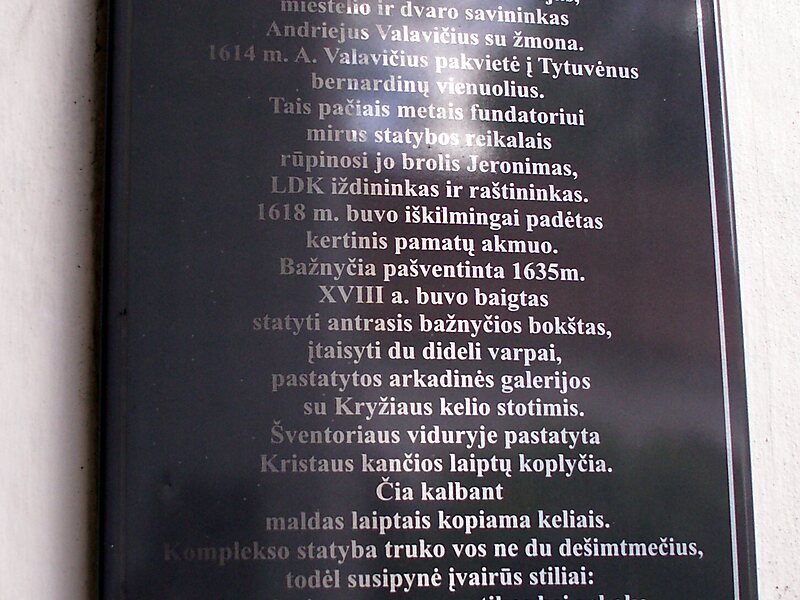 miestelio ir dvaro savininkas
Andriejus Valavičius su žmona.
1614 m. A. Valavičius pakvietė į Tytuvėnus
bernardinų vienuolius.
Tais pačiais metais fundatoriui
mirus statybos reikalais
rūpinosi jo brolis Jeronimas,
LDK iždininkas ir raštininkas.
1618 m. buvo iškilmingai padėtas
kertinis pamatų akmuo.
Bažnyčia pašventinta 1635m.
XVIII a. buvo baigtas
statyti antrasis bažnyčios bokštas,
įtaisyti du dideli varpai,
pastatytos arkadinės galerijos
su Kryžiaus kelio stotimis.
Šventoriaus viduryje pastatyta
Kristaus kančios laiptų koplyčia.
Čia kalbant
maldas laiptais kopiama keliais.
Komplekso statyba truko vos ne du dešimtmečius,
todėl susipynė įvairūs stiliai: